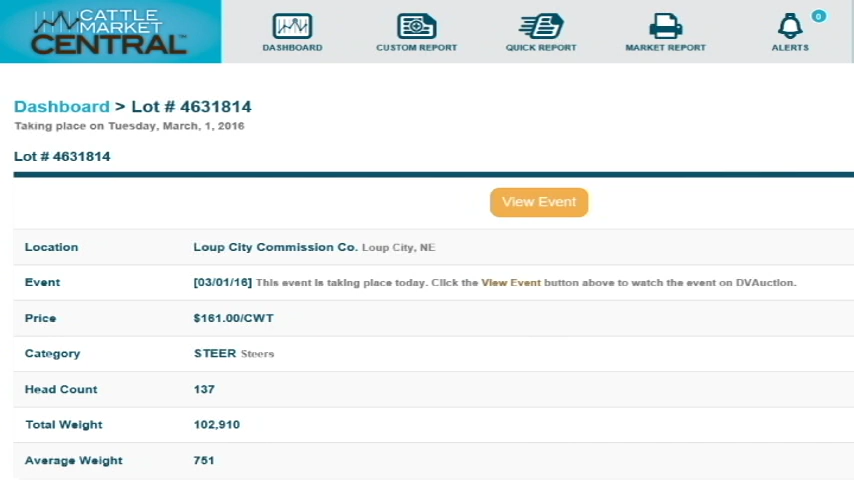 CATTLE
MARKET
CENTRAL™
DASHBOARD
CUSTOM REPORT
QUICK REPORT
MARKET REPORT
ALERTS
0
Dashboard > Lot # 4631814
Taking place on Tuesday, March, 1, 2016
Lot # 4631814
View Event
Location Loup City Commission Co. Loup City, NE
Event [03/01/16] This event is taking place today. Click the View Event button above to watch the event on DVAuction.
Price $161.00/CWT
Category STEER Steers
Head Count 137
Total Weight 102,910
Average Weight 751